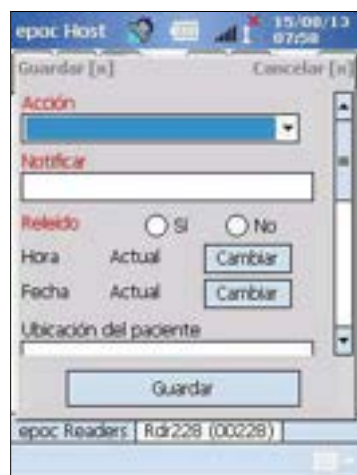 epoc Host 15/08/13
07:58
Guardar [n] Cancelar [n]
Acción
Notificar
Releído Sí No
Hora Actual Cambiar
Fecha Actual Cambiar
Ubicación del paciente
Guardar
epoc Readers Rdr228 (00228)